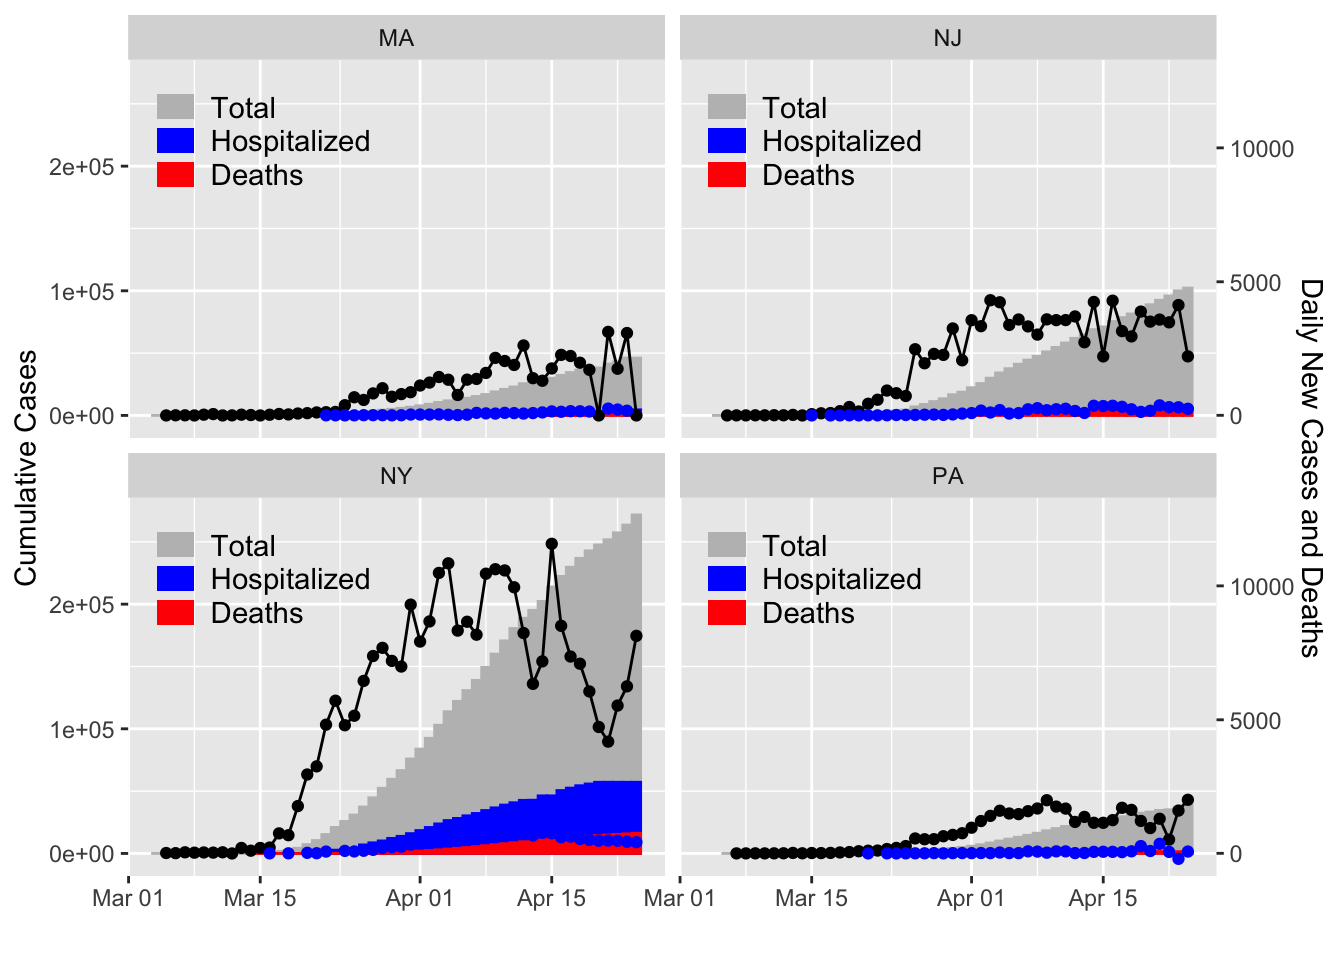 MA
NJ
Total
Hospitalized
Deaths
Total
Hospitalized
Deaths
2e+05
1e+05
0e+00
10000
5000
0
NY
PA
Total
Hospitalized
Deaths
Total
Hospitalized
Deaths
2e+05
1e+05
0e+00
10000
5000
0
Mar 01
Mar 15
Apr 01
Apr 15
Mar 01
Mar 15
Apr 01
Apr 15
Cumulative Cases
Daily New Cases and Deaths